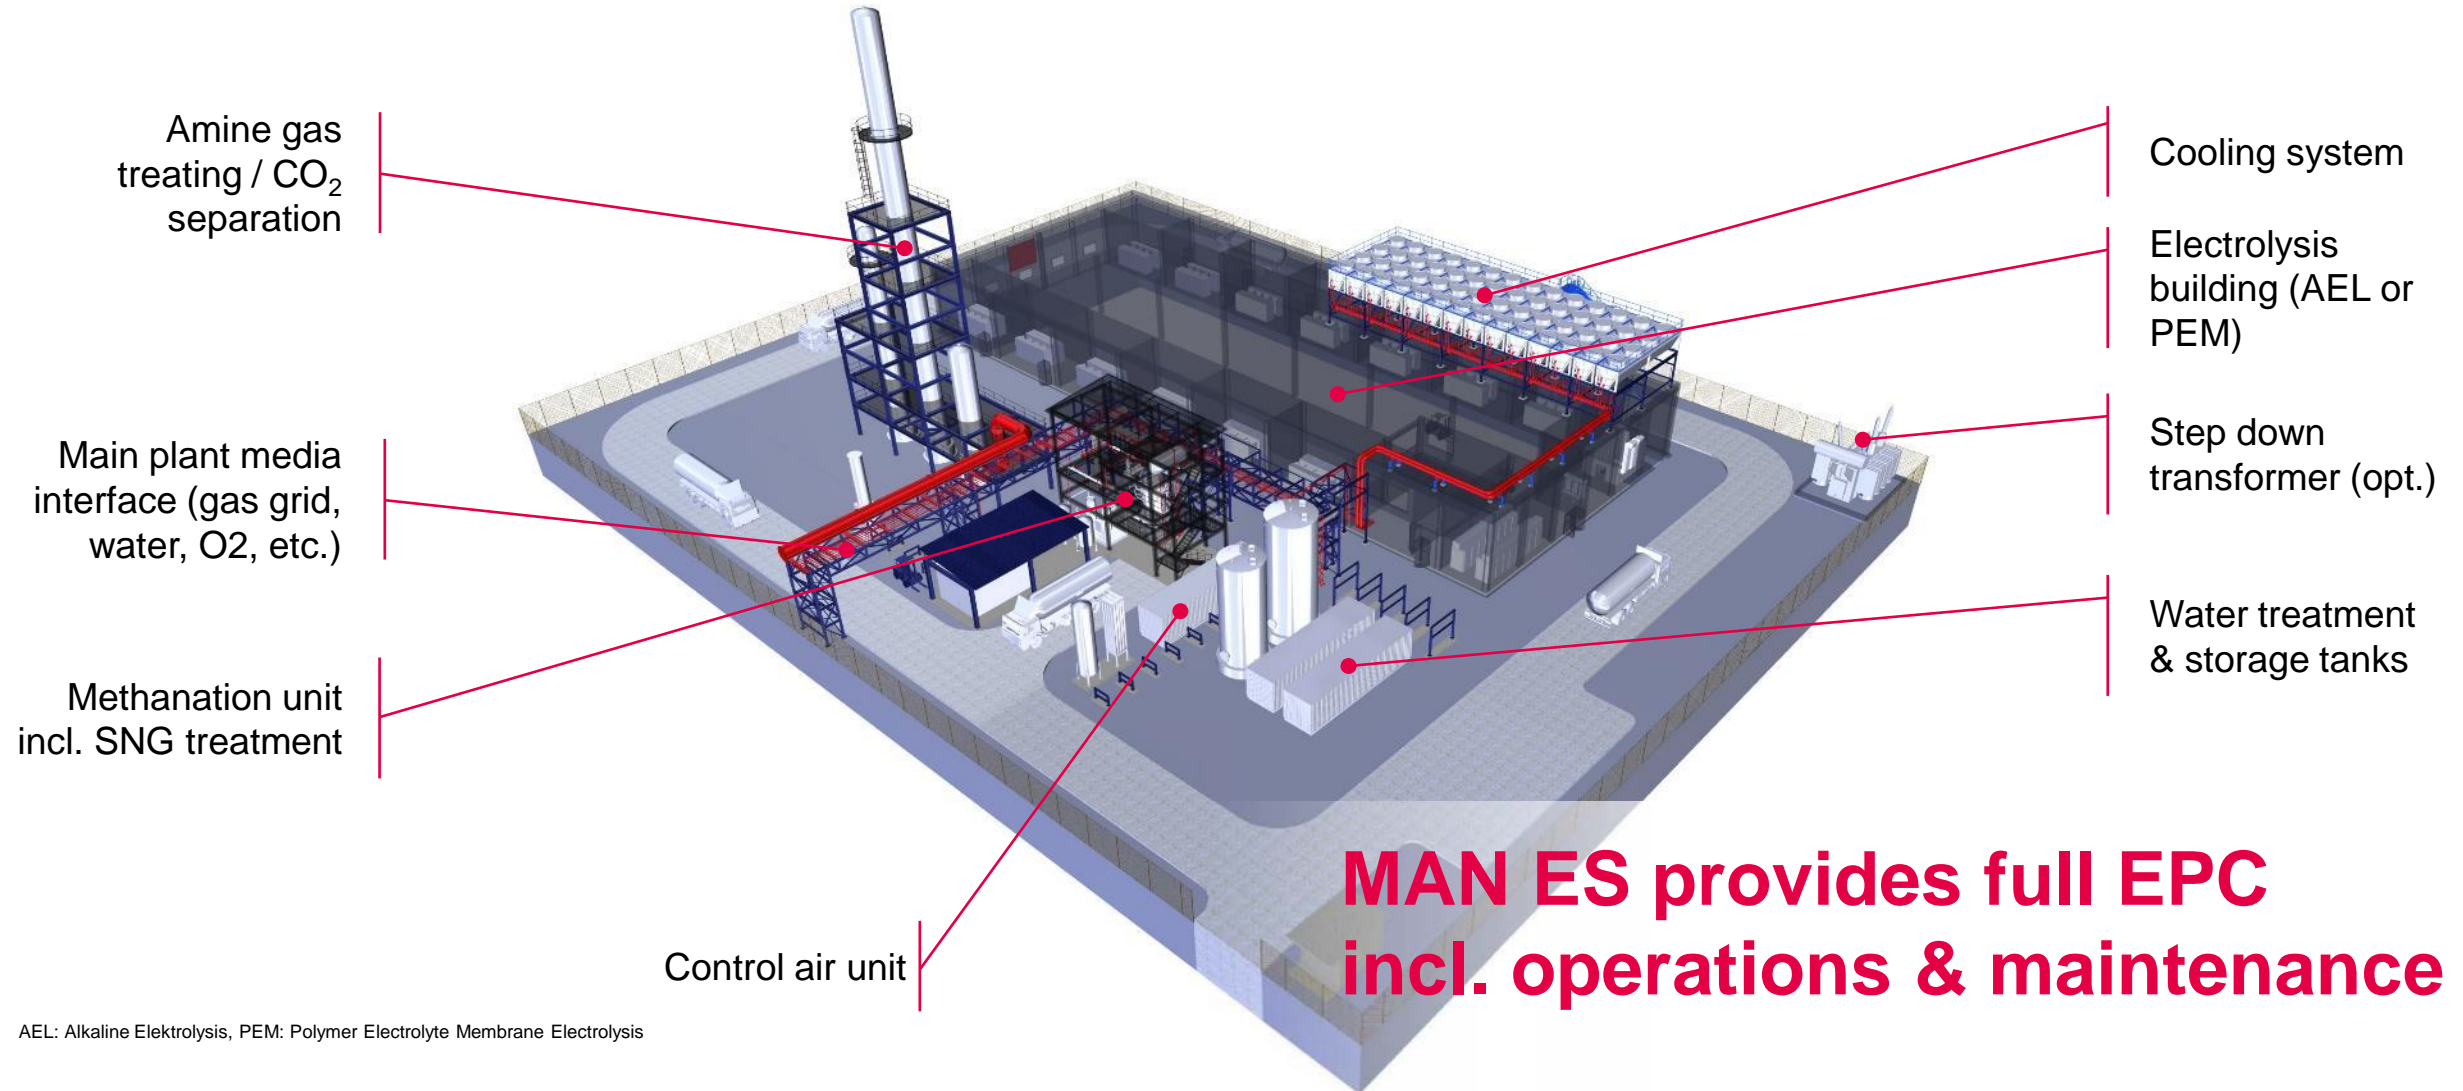 Amine gas
treating / CO₂
separation
Main plant media
interface (gas grid,
water, O2, etc.)
Methanation unit
incl. SNG treatment
Control air unit
Cooling system
Electrolysis
building (AEL or
PEM)
Step down
transformer (opt.)
Water treatment
& storage tanks
MAN ES provides full EPC
incl. operations & maintenance
AEL: Alkaline Elektrolysis, PEM: Polymer Electrolyte Membrane Electrolysis